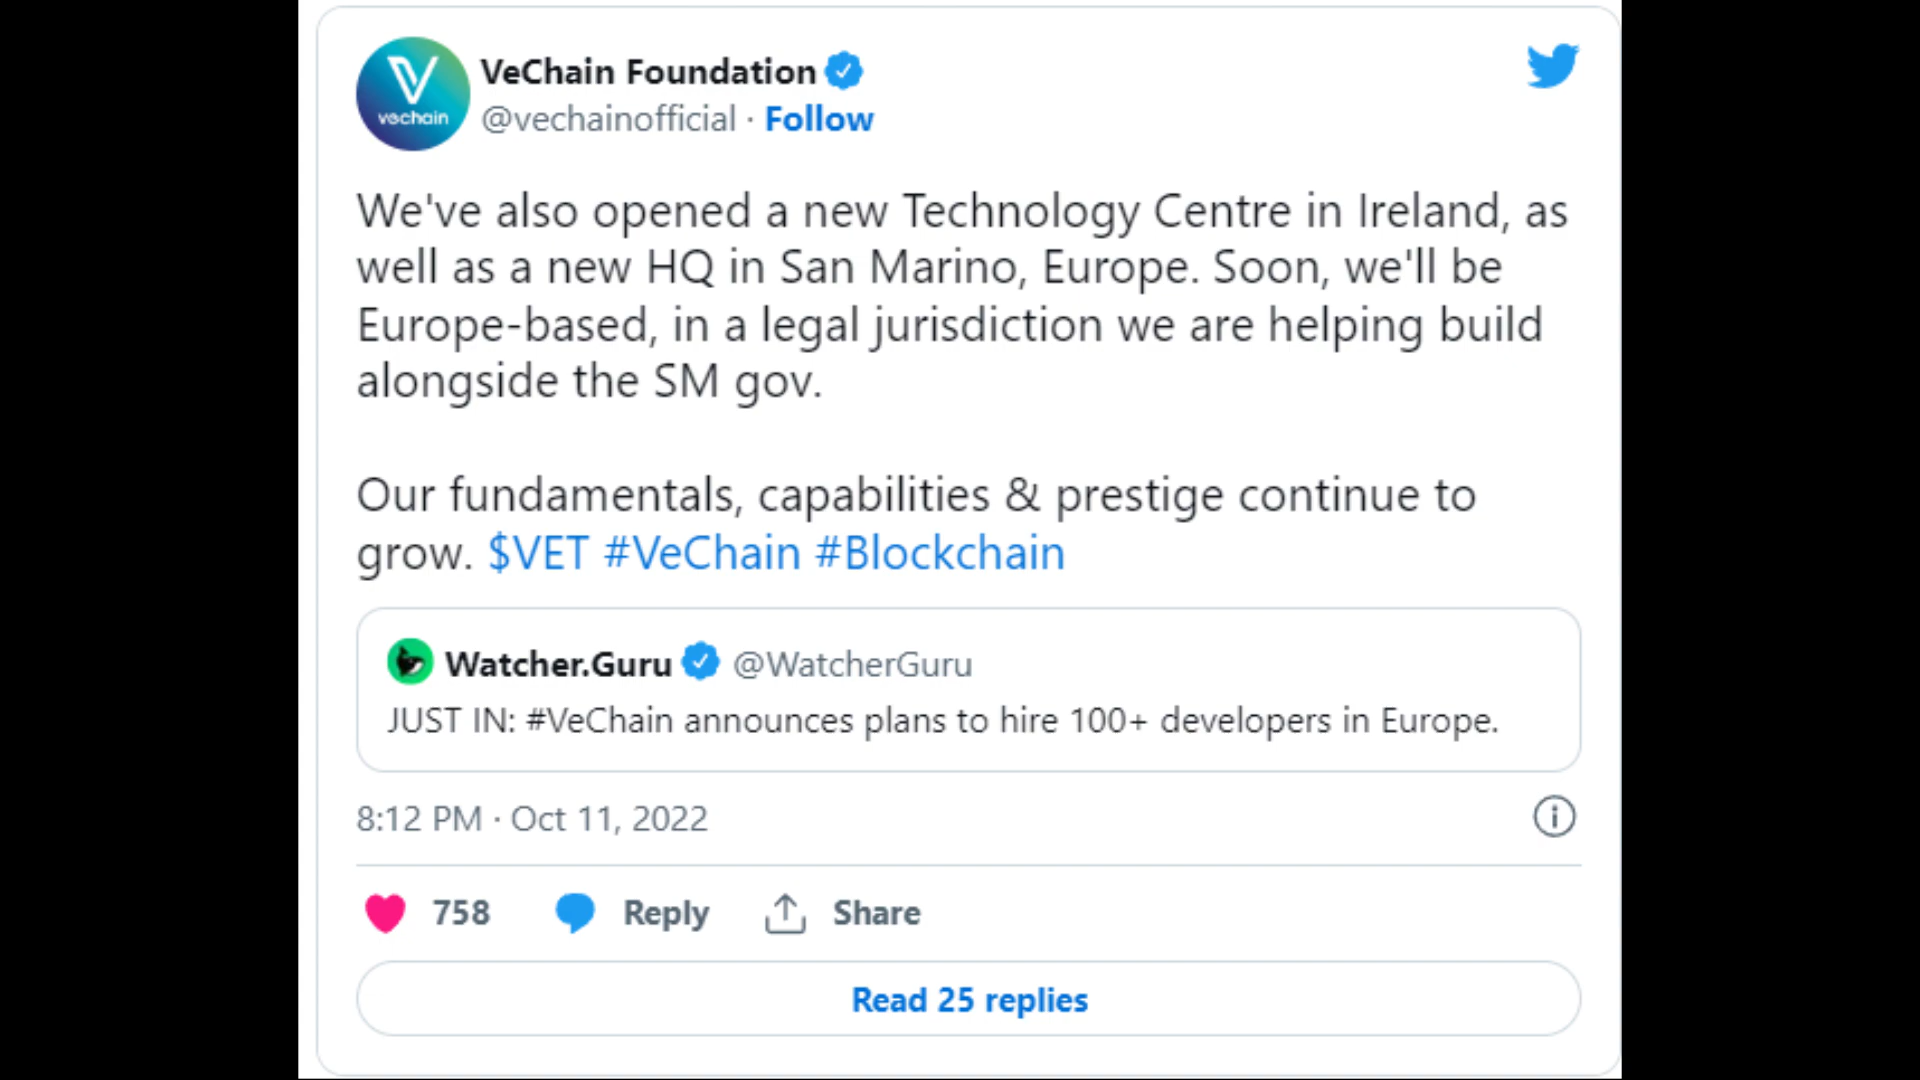 vechain
VeChain Foundation
@vechainofficial · Follow
We've also opened a new Technology Centre in Ireland, as
well as a new HQ in San Marino, Europe. Soon, we'll be
Europe-based, in a legal jurisdiction we are helping build
alongside the SM gov.
Our fundamentals, capabilities & prestige continue to
grow. $VET #VeChain #Blockchain
Watcher.Guru @WatcherGuru
JUST IN: #VeChain announces plans to hire 100+ developers in Europe.
8:12 PM · Oct 11, 2022
758 Reply Share
Read 25 replies